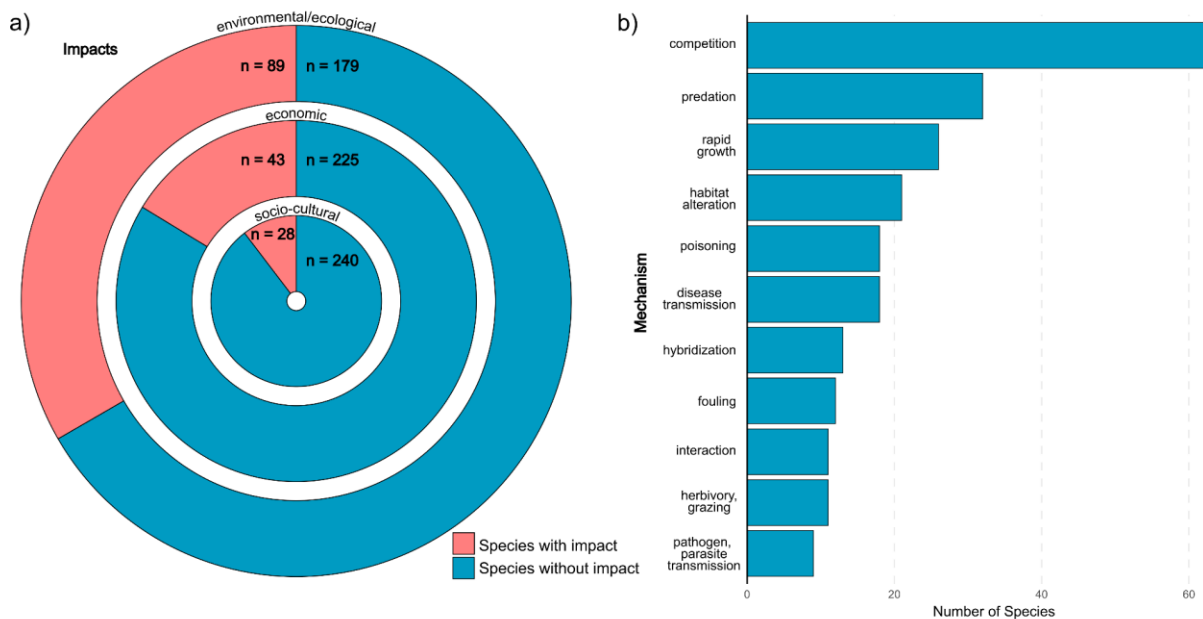 a)
Impacts
environmental/ecological
n = 89
n = 179
economic
n = 43
n = 225
socio-cultural
n = 28
n = 240
Species with impact
Species without impact
b)
Mechanism
competition
predation
rapid
growth
habitat
alteration
poisoning
disease
transmission
hybridization
fouling
interaction
herbivory,
grazing
pathogen,
parasite
transmission
0
20
40
60
Number of Species